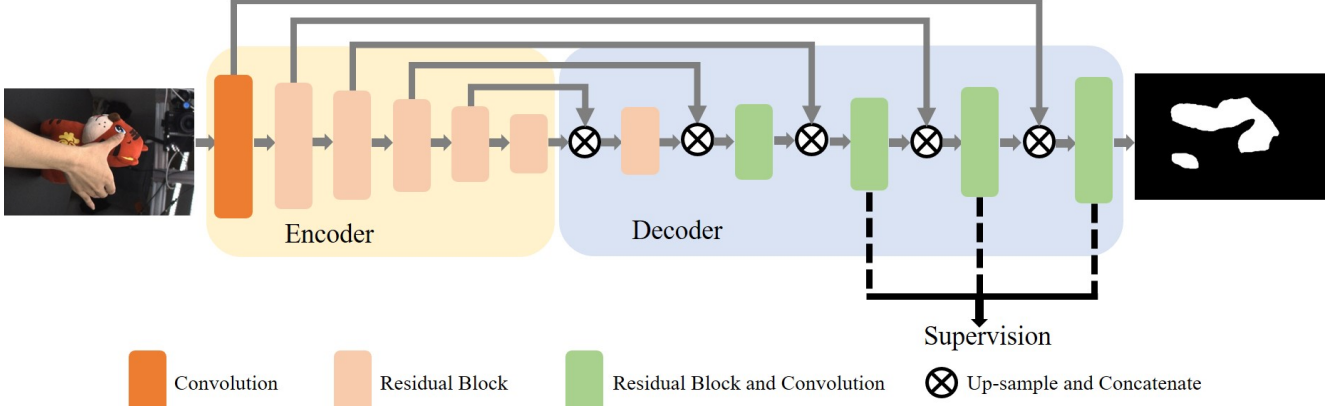 Encoder
Decoder
Supervision
Convolution
Residual Block
Residual Block and Convolution
Up-sample and Concatenate